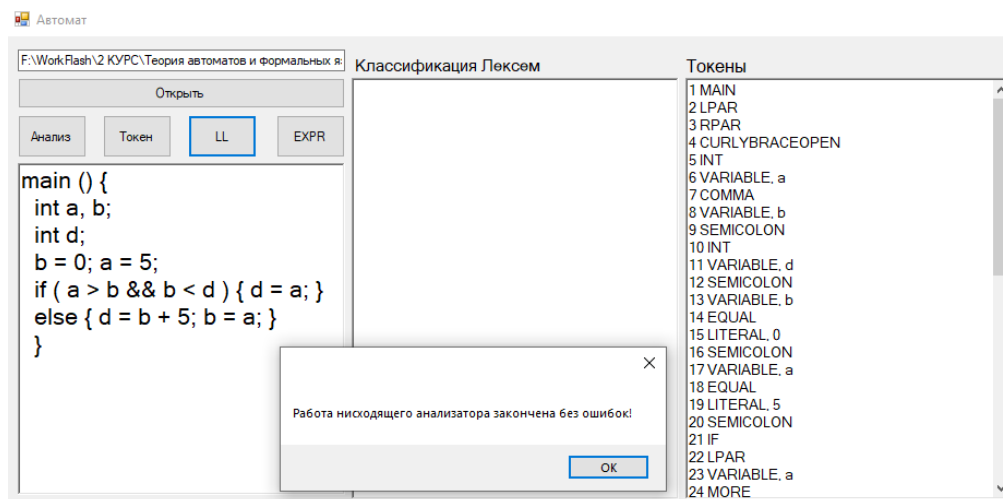 Автомат
F:\WorkFlash\2 КУРС\Теория автоматов и формальных я
Открыть
Анализ
Токен
LL
EXPR
main () {
int a, b;
int d;
b = 0; a = 5;
if ( a > b && b < d ) { d = a; }
else { d = b + 5; b = a; }
}
Классификация Лексем
Токены
1 MAIN
2 LPAR
3 RPAR
4 CURLYBRACEOPEN
5 INT
6 VARIABLE, a
7 COMMA
8 VARIABLE, b
9 SEMICOLON
10 INT
11 VARIABLE, d
12 SEMICOLON
13 VARIABLE, b
14 EQUAL
15 LITERAL, 0
16 SEMICOLON
17 VARIABLE, a
18 EQUAL
19 LITERAL, 5
20 SEMICOLON
21 IF
22 LPAR
23 VARIABLE, a
24 MORE
Работа нисходящего анализатора закончена без ошибок!
OK